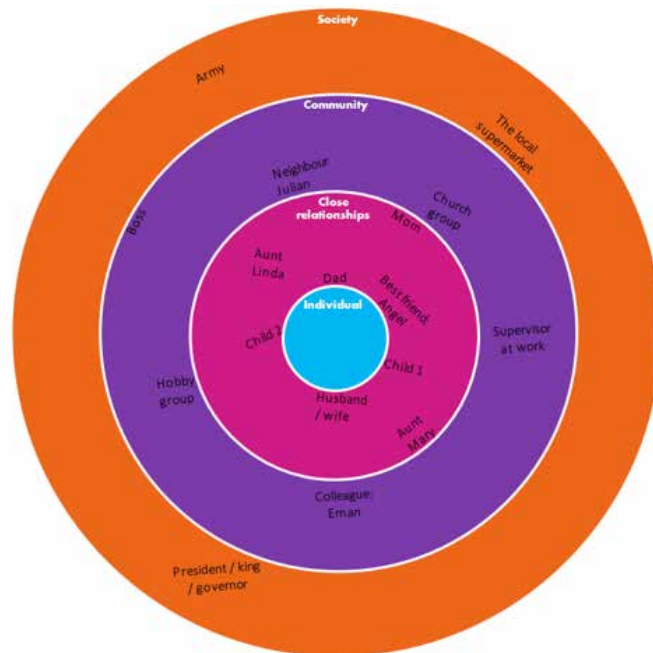 Society
Army
Community
The local
supermarket
Neighbour
Julian
Church
group
Boss
Close
relationships
Mom
Aunt
Linda
Dad
Best friend:
Angel
Individual
Child 2
Supervisor
at work
Child 1
Hobby
group
Husband
/ wife
Aunt
Mary
Colleague:
Eman
President / king
/ governor